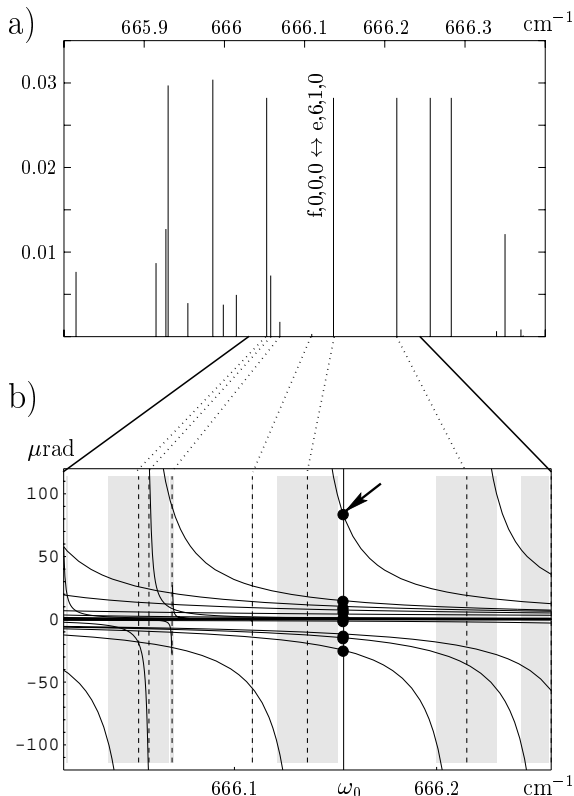 a)
665.9 666 666.1 666.2 666.3 cm⁻¹
0.03
0.02
0.01
f,0,0,0 ↔ e,6,1,0
b)
μrad
100
50
0
-50
-100
666.1 ω₀ 666.2 cm⁻¹